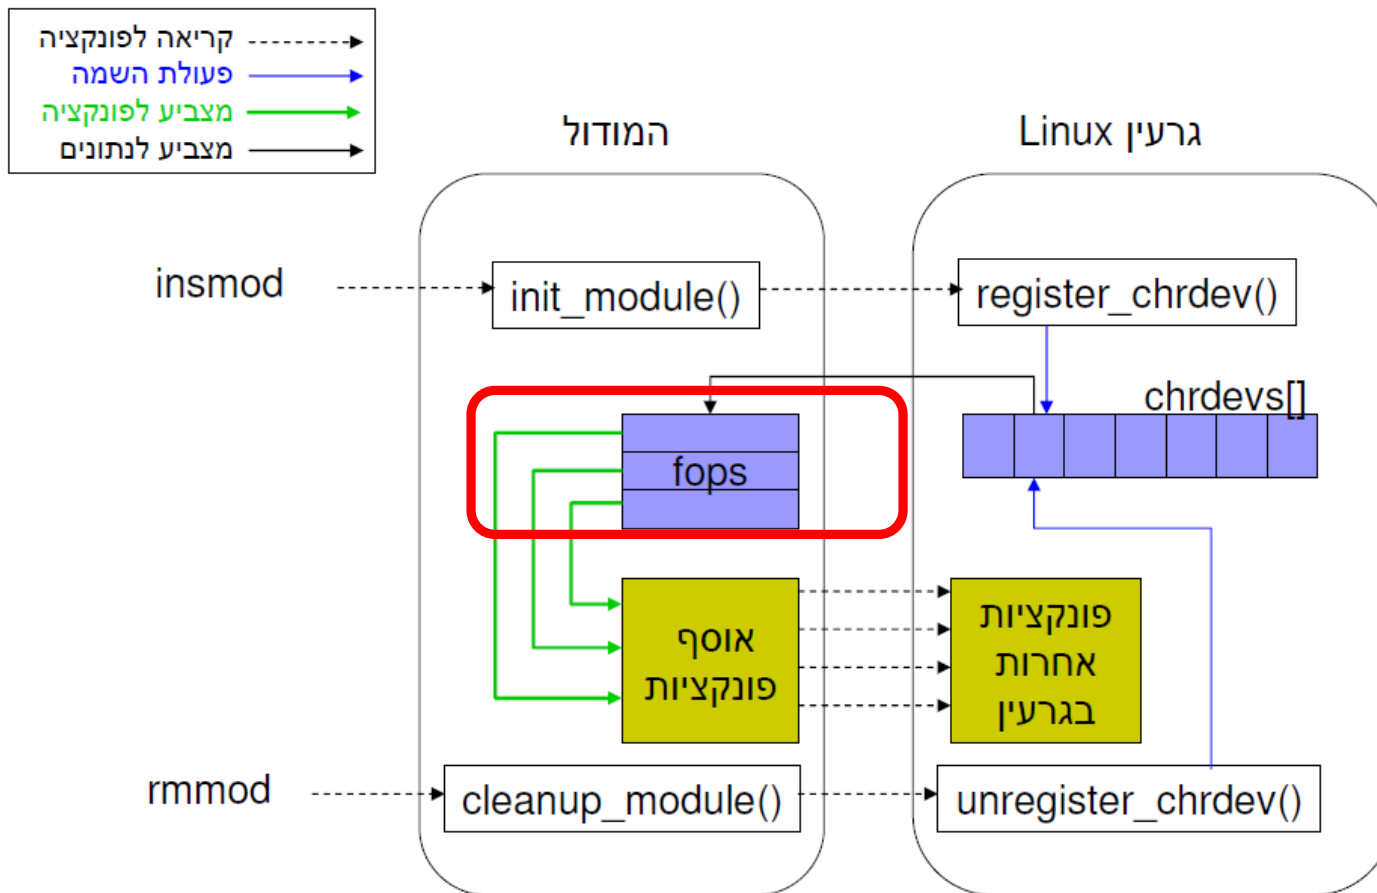 קריאה לפונקציה
פעולת השמה
מצביע לפונקציה
מצביע לנתונים
המודול
גרעין Linux
insmod
init_module()
register_chrdev()
chrdevs[]
fops
אוסף
פונקציות
פונקציות
אחרות
בגרעין
rmmod
cleanup_module()
unregister_chrdev()